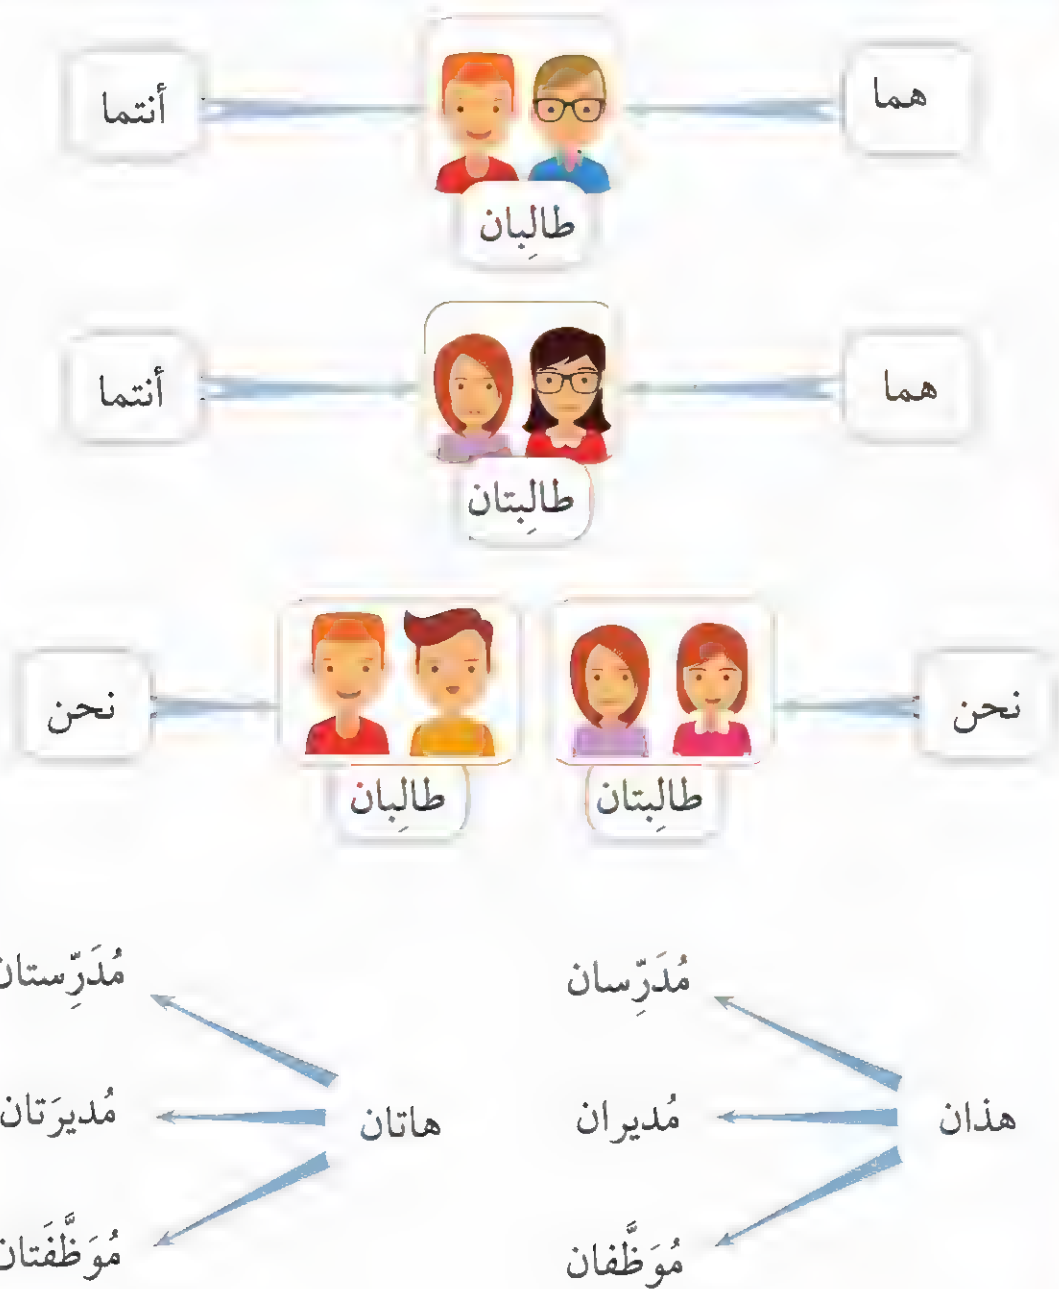 هما
أنتما
طالِبان
هما
أنتما
طالِبتان
نحن
نحن
طالِبتان
طالِبان
مُدَرِّسان
مُدَرِّستان
هذان
مُديران
هاتان
مُديرَتان
مُوَظَّفان
مُوَظَّفَتان